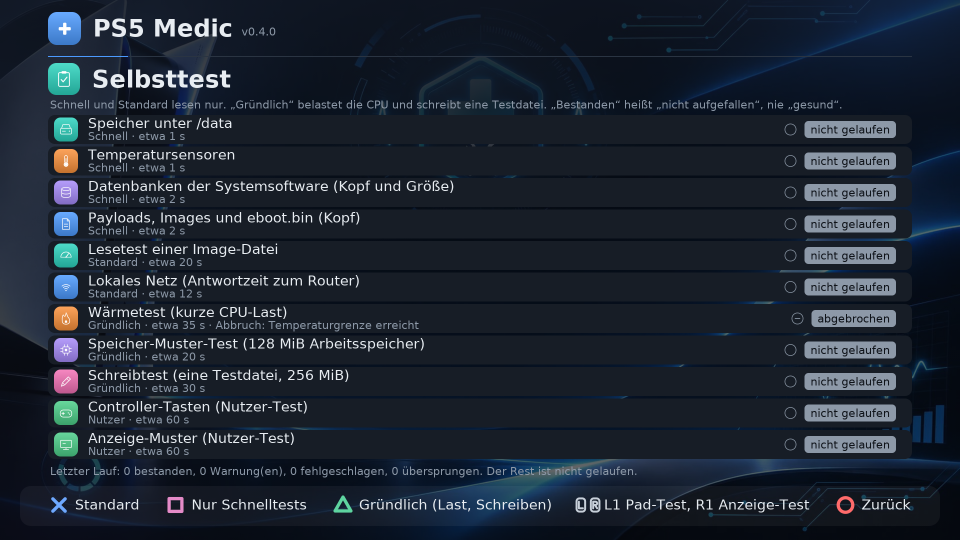 PS5 Medic v0.4.0
Selbsttest
Schnell und Standard lesen nur. „Gründlich“ belastet die CPU und schreibt eine Testdatei. „Bestanden“ heißt „nicht aufgefallen“, nie „gesund“.
Speicher unter /data
Schnell · etwa 1 s
nicht gelaufen
Temperatursensoren
Schnell · etwa 1 s
nicht gelaufen
Datenbanken der Systemsoftware (Kopf und Größe)
Schnell · etwa 2 s
nicht gelaufen
Payloads, Images und eboot.bin (Kopf)
Schnell · etwa 2 s
nicht gelaufen
Lesetest einer Image-Datei
Standard · etwa 20 s
nicht gelaufen
Lokales Netz (Antwortzeit zum Router)
Standard · etwa 12 s
nicht gelaufen
Wärmetest (kurze CPU-Last)
Gründlich · etwa 35 s · Abbruch: Temperaturgrenze erreicht
abgebrochen
Speicher-Muster-Test (128 MiB Arbeitsspeicher)
Gründlich · etwa 20 s
nicht gelaufen
Schreibtest (eine Testdatei, 256 MiB)
Gründlich · etwa 30 s
nicht gelaufen
Controller-Tasten (Nutzer-Test)
Nutzer · etwa 60 s
nicht gelaufen
Anzeige-Muster (Nutzer-Test)
Nutzer · etwa 60 s
nicht gelaufen
Letzter Lauf: 0 bestanden, 0 Warnung(en), 0 fehlgeschlagen, 0 übersprungen. Der Rest ist nicht gelaufen.
Standard Nur Schnelltests Gründlich (Last, Schreiben) L R L1 Pad-Test, R1 Anzeige-Test Zurück